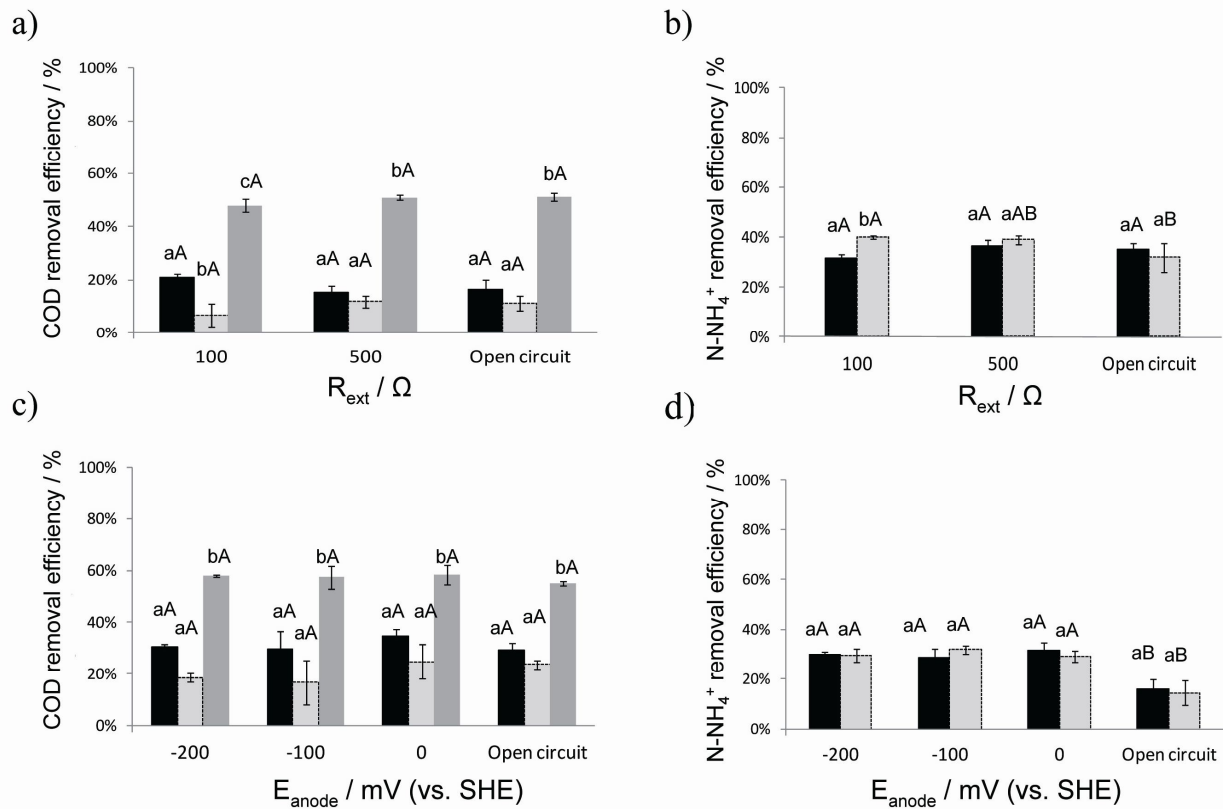 a)
COD removal efficiency / %
100%
80%
60%
40%
20%
0%
aA bA cA
aA aA bA
aA aA bA
100 500 Open circuit
R_ext / Ω
b)
N-NH₄⁺ removal efficiency / %
100%
80%
60%
40%
20%
0%
aA bA
aA aAB
aA aB
100 500 Open circuit
R_ext / Ω
c)
COD removal efficiency / %
100%
80%
60%
40%
20%
0%
aA aA bA
aA aA bA
aA aA bA
aA aA bA
-200 -100 0 Open circuit
E_anode / mV (vs. SHE)
d)
N-NH₄⁺ removal efficiency / %
100%
80%
60%
40%
20%
0%
aA aA
aA aA
aA aA
aB aB
-200 -100 0 Open circuit
E_anode / mV (vs. SHE)